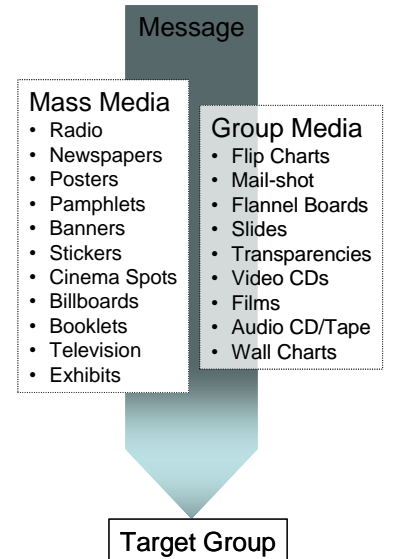 Message
Mass Media
• Radio
• Newspapers
• Posters
• Pamphlets
• Banners
• Stickers
• Cinema Spots
• Billboards
• Booklets
• Television
• Exhibits
Group Media
• Flip Charts
• Mail-shot
• Flannel Boards
• Slides
• Transparencies
• Video CDs
• Films
• Audio CD/Tape
• Wall Charts
Target Group